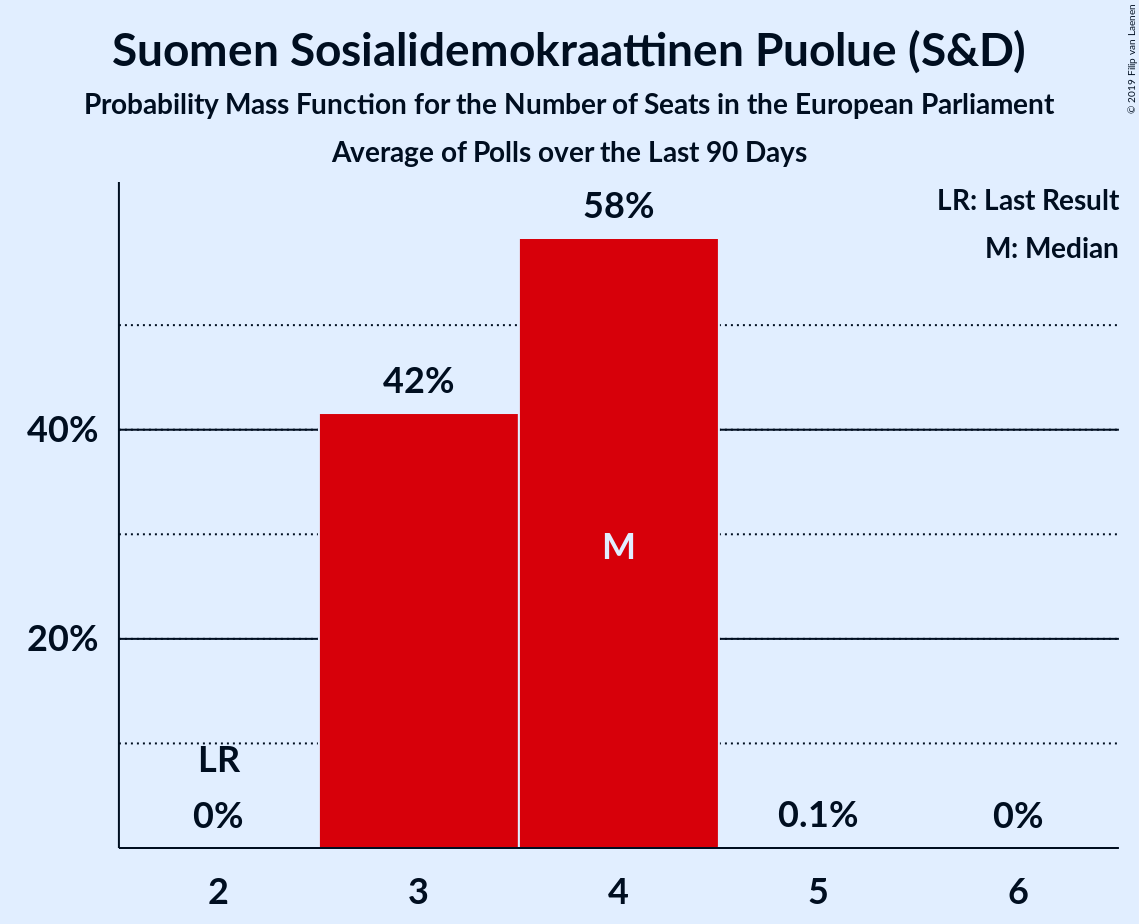 Suomen Sosialidemokraattinen Puolue (S&D)
Probability Mass Function for the Number of Seats in the European Parliament
Average of Polls over the Last 90 Days
© 2019 Filip van Laenen
LR: Last Result
M: Median
58%
42%
40%
M
20%
LR
0%
0.1%
0%
2 3 4 5 6